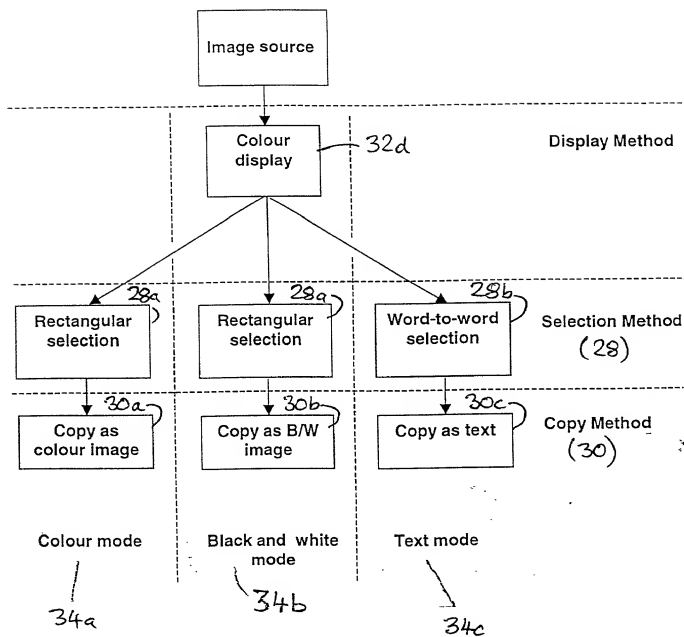 Image source
Colour
display
32d
Display Method
28a
28a
28b
Rectangular
selection
Rectangular
selection
Word-to-word
selection
Selection Method
(28)
30a
30b
30c
Copy as
colour image
Copy as B/W
image
Copy as text
Copy Method
(30)
Colour mode
Black and white
mode
Text mode
34a
34b
34c